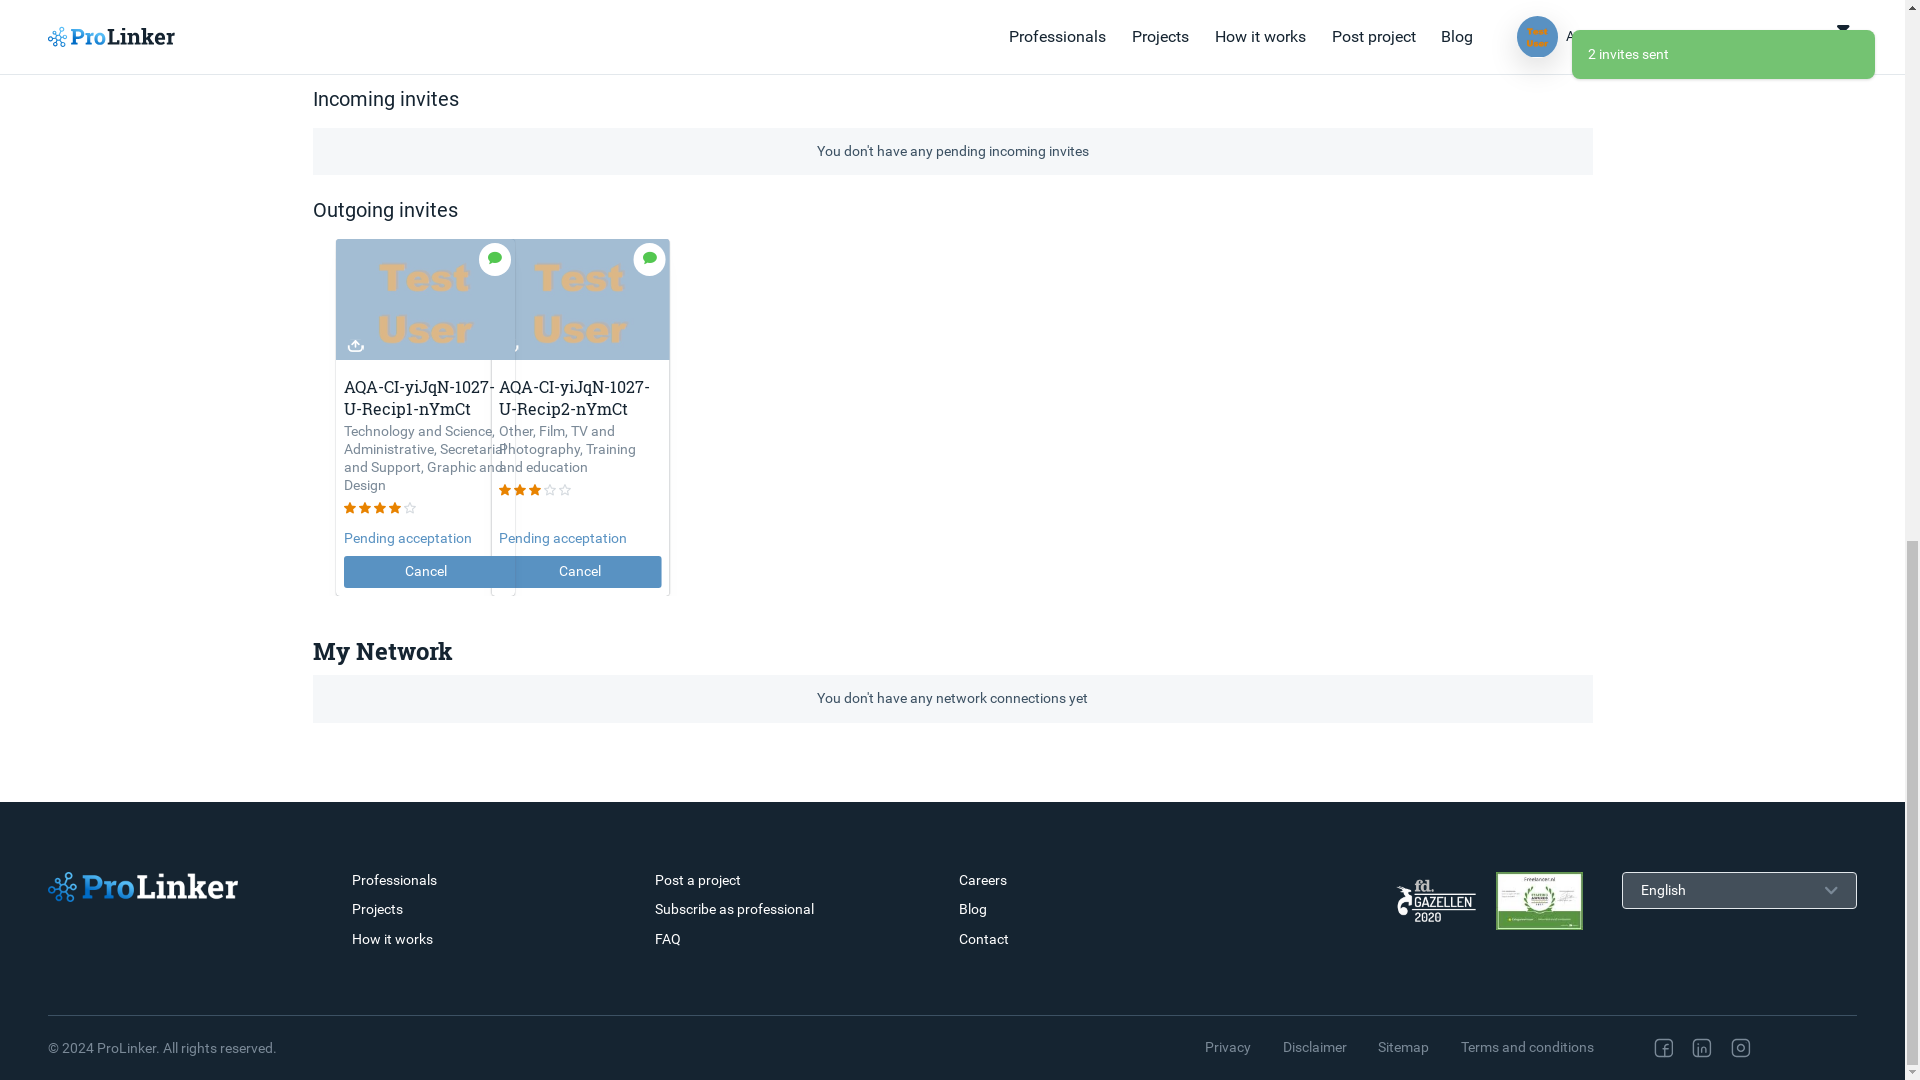 ProLinker
Professionals
Projects
How it works
Post project
Blog
Test
User
A
2 invites sent
Incoming invites
You don't have any pending incoming invites
Outgoing invites
Test
User
Test
User
AQA-CI-yiJqN-1027-
U-Recip1-nYmCt
Technology and Science,
Administrative, Secretarial
and Support, Graphic and
Design
Pending acceptation
Cancel
AQA-CI-yiJqN-1027-
U-Recip2-nYmCt
Other, Film, TV and
Photography, Training
and education
Pending acceptation
Cancel
My Network
You don't have any network connections yet
ProLinker
Professionals
Projects
How it works
Post a project
Subscribe as professional
FAQ
Careers
Blog
Contact
fd.
GAZELLEN
2020
Freelancer.nl
English
© 2024 ProLinker. All rights reserved.
Privacy
Disclaimer
Sitemap
Terms and conditions